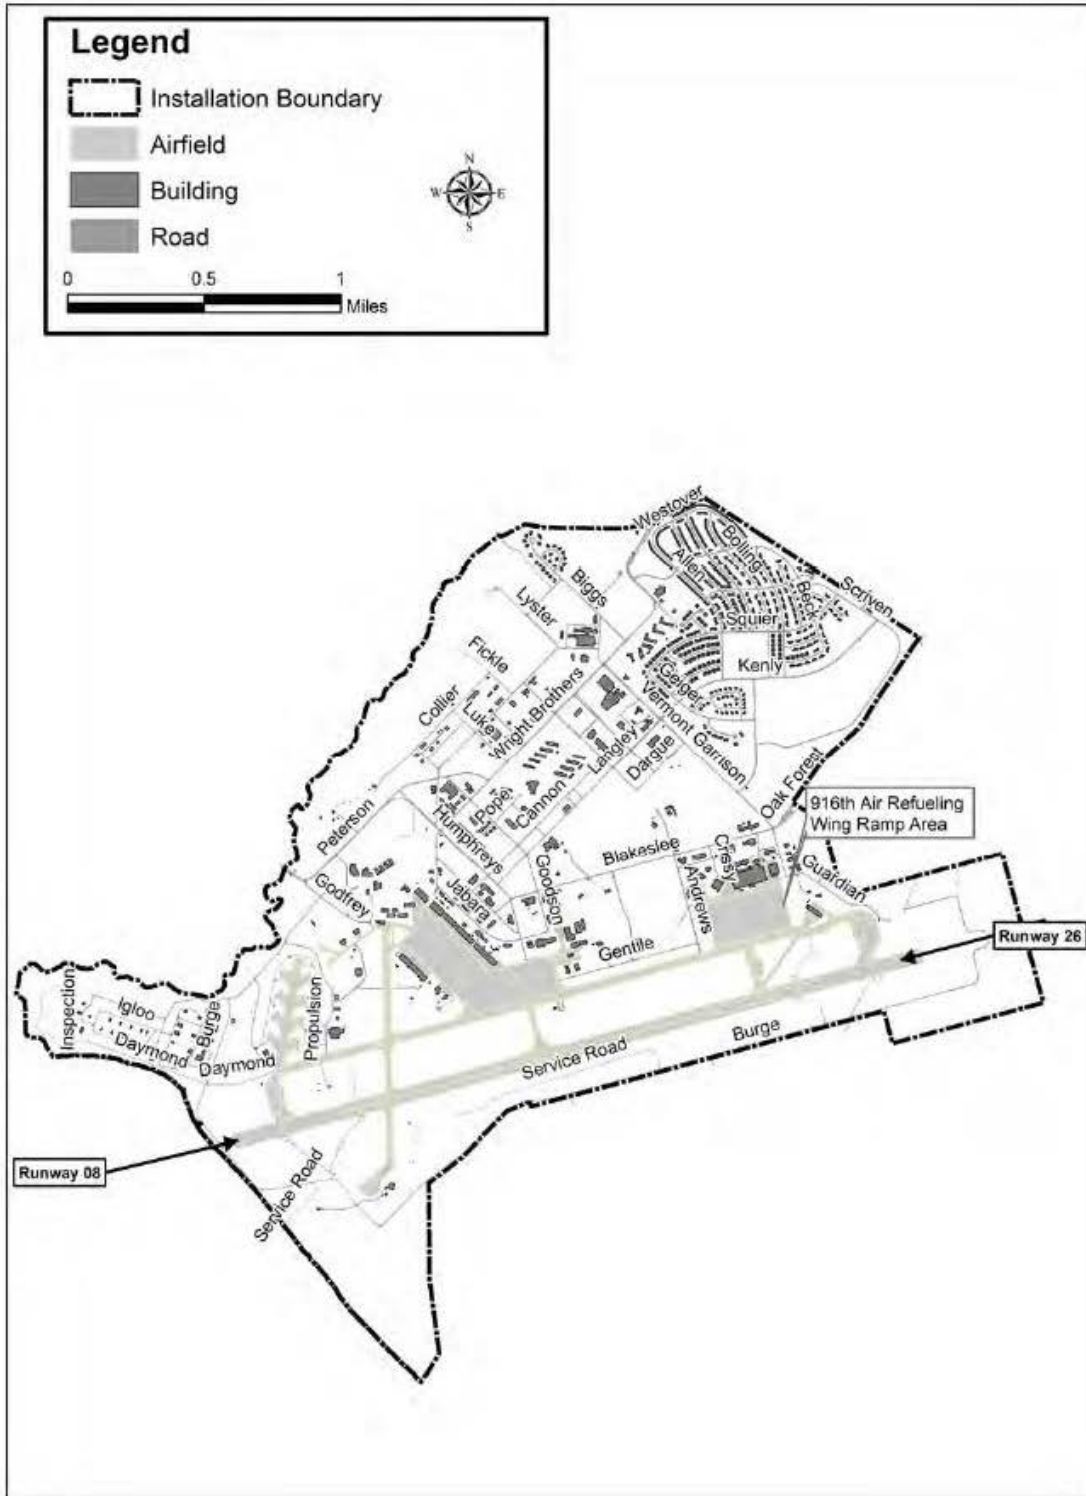 Legend
Installation Boundary
Airfield
Building
Road
N
W
E
S
0
0.5
1
Miles
Westover
Bolling
Allen
Beck
Scriven
Biggs
Lyster
Squier
Kenly
Geiger
Fickle
Collier
Luke
Wright-Brothers
Vermont Garrison
Langley
Dargue
Oak Forest
Pope
Cannon
Peterson
Humphreys
916th Air Refueling
Wing Ramp Area
Blakeslee
Crissy
Guardian
Godfrey
Jabara
Goodson
Andrews
Gentile
Runway 26
Inspection
Igloo
Burge
Propulsion
Daymond
Daymond
Burge
Service Road
Runway 08
Service Road